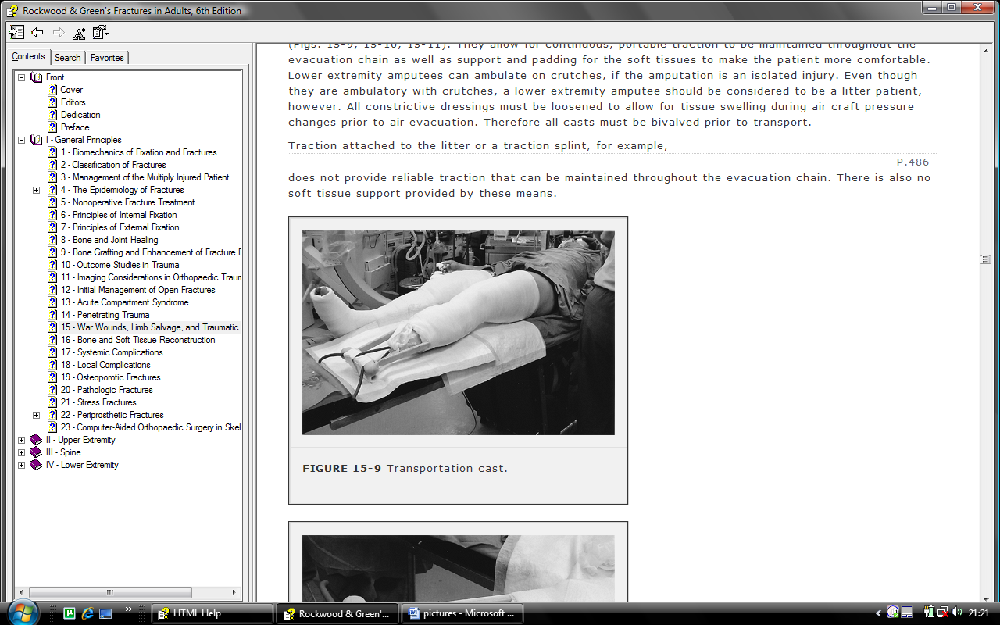 Rockwood & Green's Fractures in Adults, 6th Edition
Contents Search Favorites
Front
Cover
Editors
Dedication
Preface
I - General Principles
1 - Biomechanics of Fixation and Fractures
2 - Classification of Fractures
3 - Management of the Multiply Injured Patient
4 - The Epidemiology of Fractures
5 - Nonoperative Fracture Treatment
6 - Principles of Internal Fixation
7 - Principles of External Fixation
8 - Bone and Joint Healing
9 - Bone Grafting and Enhancement of Fracture F
10 - Outcome Studies in Trauma
11 - Imaging Considerations in Orthopaedic Traum
12 - Initial Management of Open Fractures
13 - Acute Compartment Syndrome
14 - Penetrating Trauma
15 - War Wounds, Limb Salvage, and Traumatic
16 - Bone and Soft Tissue Reconstruction
17 - Systemic Complications
18 - Local Complications
19 - Osteoporotic Fractures
20 - Pathologic Fractures
21 - Stress Fractures
22 - Periprosthetic Fractures
23 - Computer-Aided Orthopaedic Surgery in Skel
II - Upper Extremity
III - Spine
IV - Lower Extremity
(Figs. 15-9, 15-10, 15-11). They allow for continuous, portable traction to be maintained throughout the
evacuation chain as well as support and padding for the soft tissues to make the patient more comfortable.
Lower extremity amputees can ambulate on crutches, if the amputation is an isolated injury. Even though
they are ambulatory with crutches, a lower extremity amputee should be considered to be a litter patient,
however. All constrictive dressings must be loosened to allow for tissue swelling during air craft pressure
changes prior to air evacuation. Therefore all casts must be bivalved prior to transport.
Traction attached to the litter or a traction splint, for example,
P.486
does not provide reliable traction that can be maintained throughout the evacuation chain. There is also no
soft tissue support provided by these means.
FIGURE 15-9 Transportation cast.
HTML Help
Rockwood & Green'...
pictures - Microsoft ...
21:21